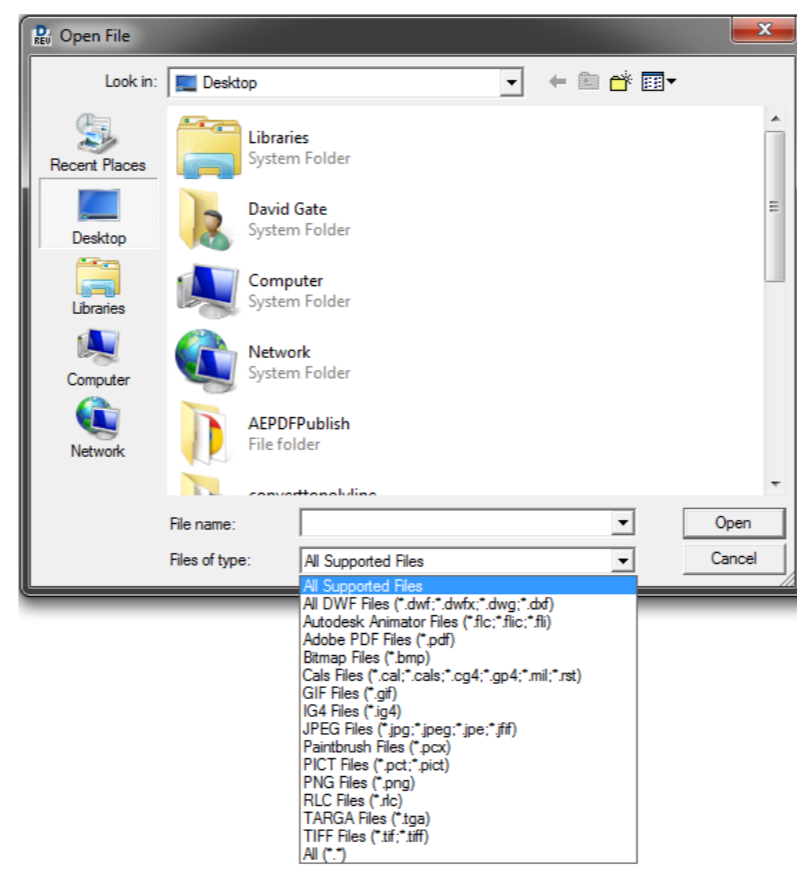 D
REV
Open File
Look in:
Desktop
Recent Places
Desktop
Libraries
Computer
Network
Libraries
System Folder
David Gate
System Folder
Computer
System Folder
Network
System Folder
AEPDFPublish
File folder
converttopolyline
File name:
Open
Files of type:
All Supported Files
Cancel
All Supported Files
All DWF Files (*.dwf;*.dwfx;*.dwg;*.dxf)
Autodesk Animator Files (*.flc;*.flic;*.fli)
Adobe PDF Files (*.pdf)
Bitmap Files (*.bmp)
Cals Files (*.cal;*.cals;*.cg4;*.gp4;*.mil;*.rst)
GIF Files (*.gif)
IG4 Files (*.ig4)
JPEG Files (*.jpg;*.jpeg;*.jpe;*.jfif)
Paintbrush Files (*.pcx)
PICT Files (*.pct;*.pict)
PNG Files (*.png)
RLC Files (*.rlc)
TARGA Files (*.tga)
TIFF Files (*.tif;*.tiff)
All (*.*)